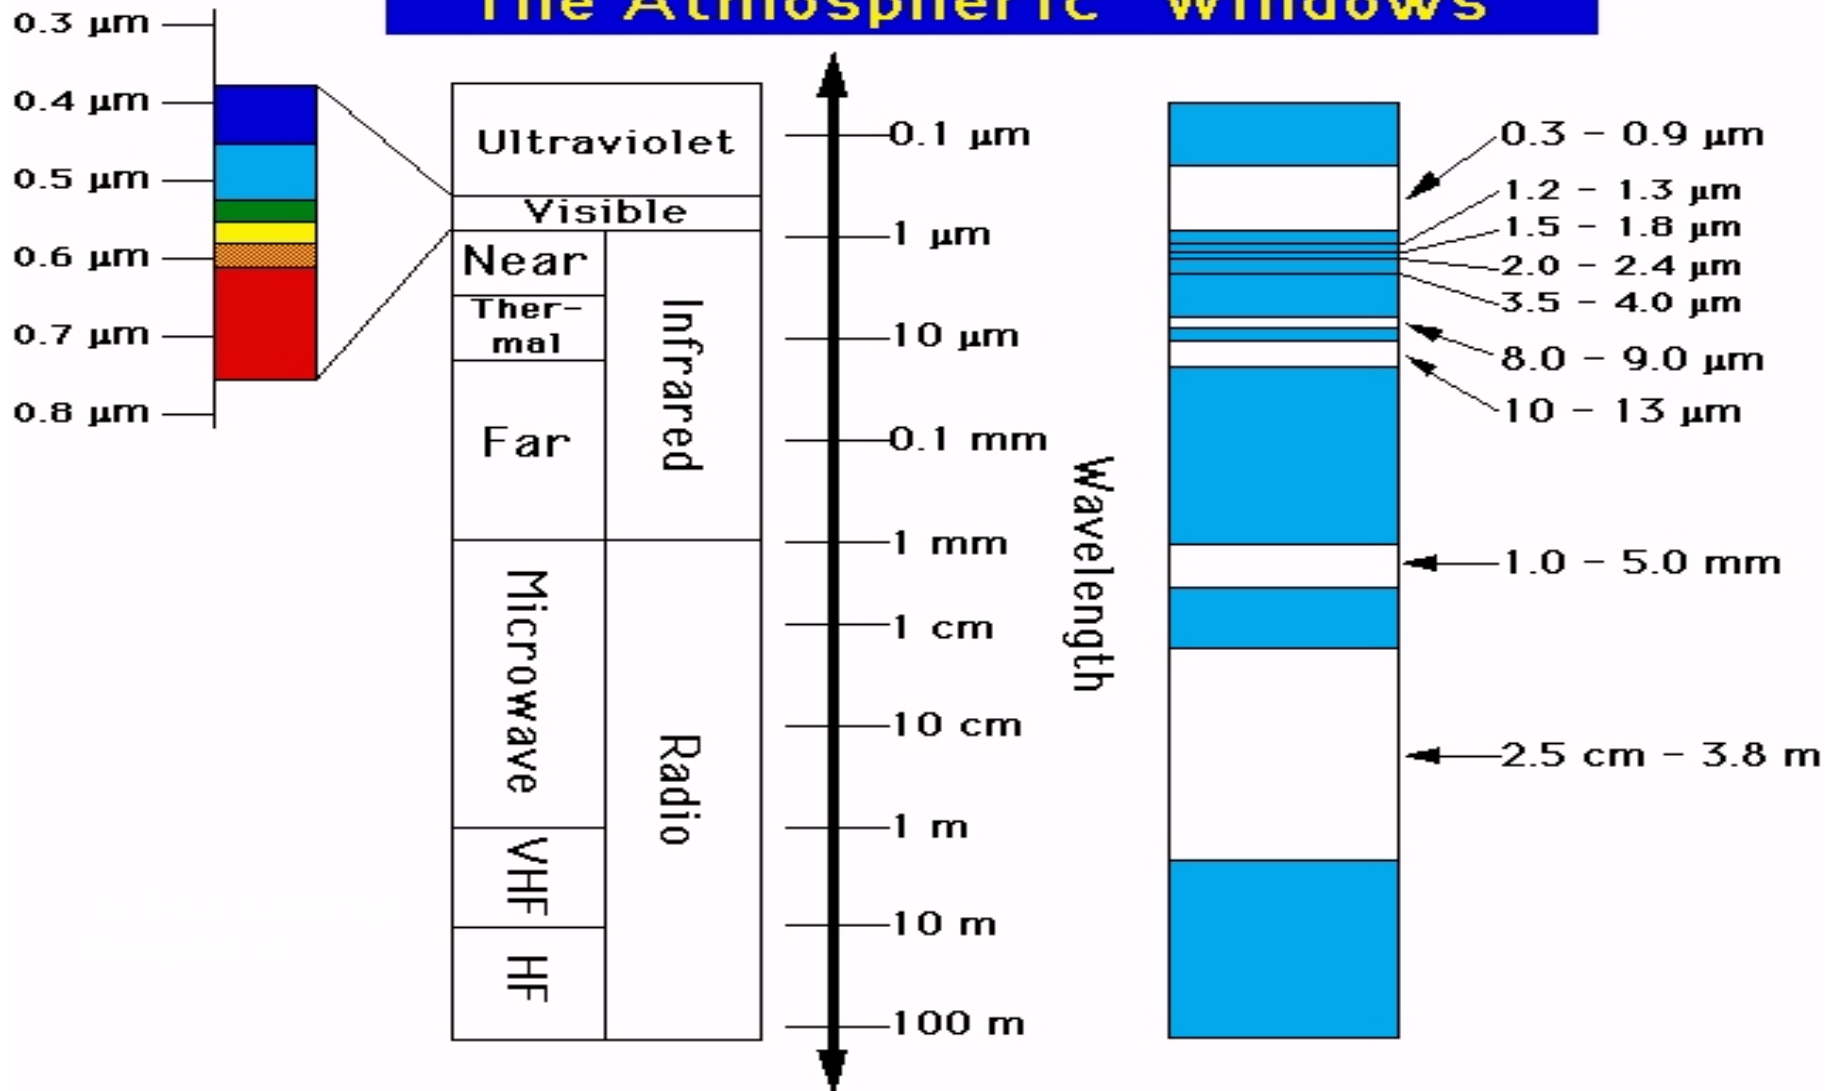 The Atmospheric Windows
0.3 μm
0.4 μm
0.5 μm
0.6 μm
0.7 μm
0.8 μm
Ultraviolet
Visible
Near
Ther-
mal
Far
Infrared
Microwave
VHF
HF
Radio
0.1 μm
1 μm
10 μm
0.1 mm
1 mm
1 cm
10 cm
1 m
10 m
100 m
Wavelength
0.3 - 0.9 μm
1.2 - 1.3 μm
1.5 - 1.8 μm
2.0 - 2.4 μm
3.5 - 4.0 μm
8.0 - 9.0 μm
10 - 13 μm
1.0 - 5.0 mm
2.5 cm - 3.8 m